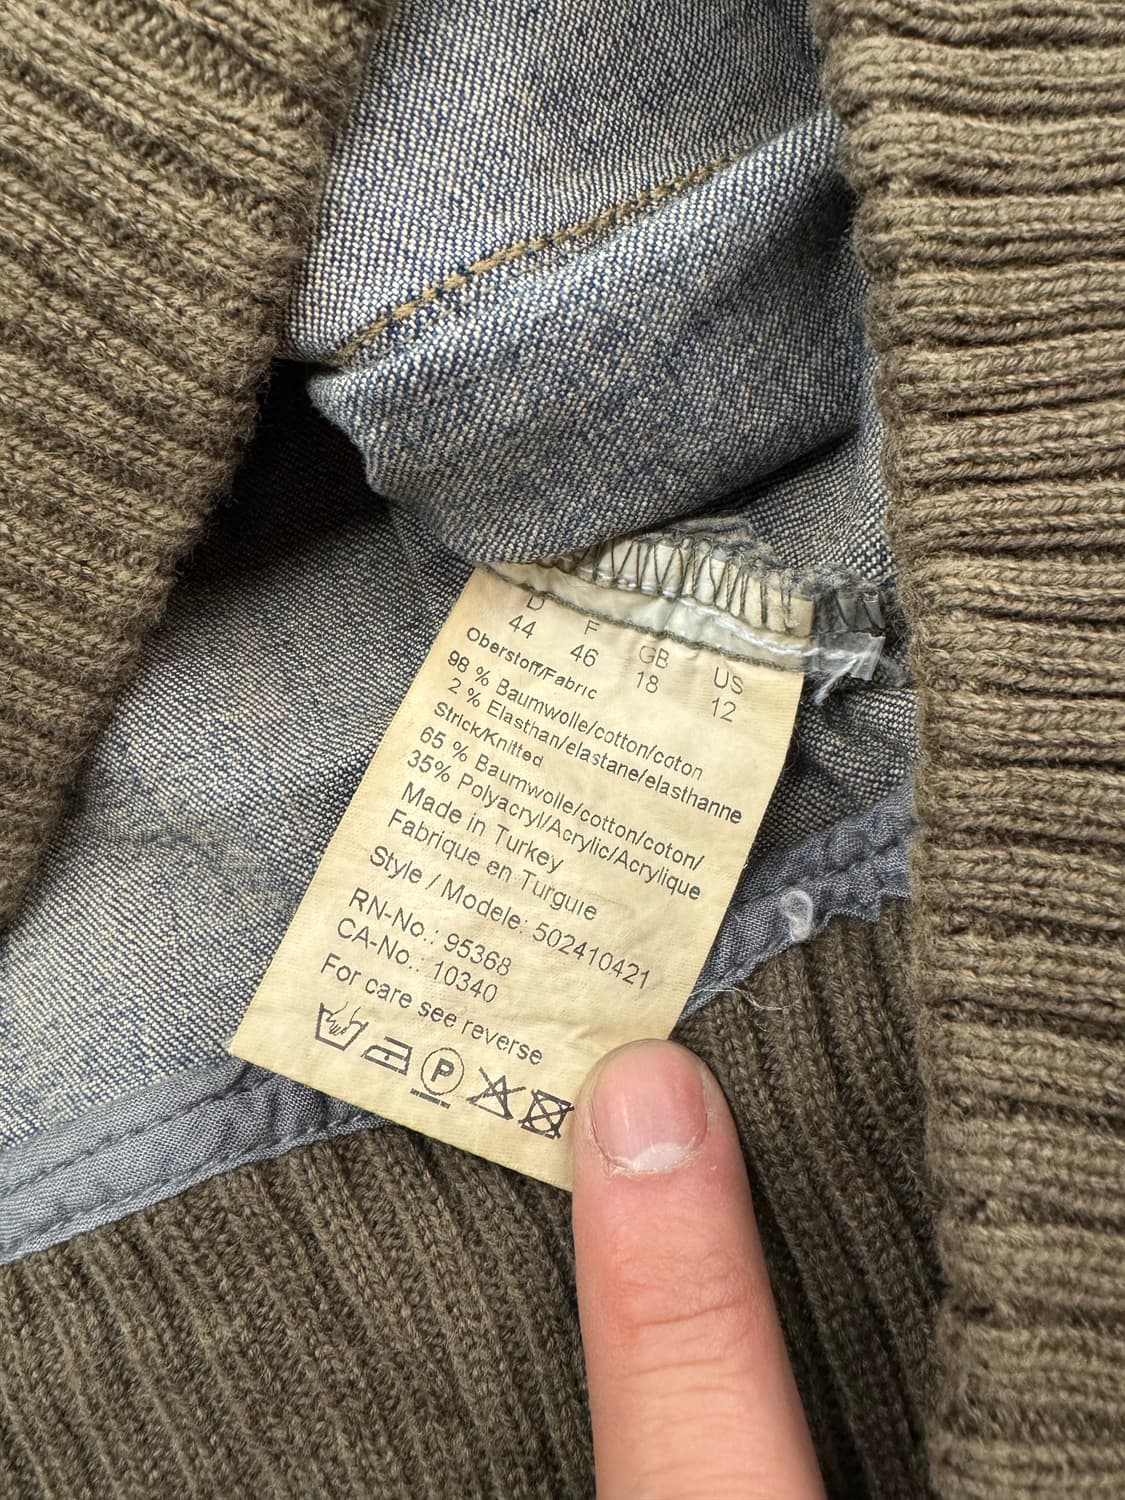 D F GB US
44 46 18 12
Oberstoff/Fabric
98 % Baumwolle/cotton/coton
2 % Elasthan/elastane/elasthanne
Strick/Knitted
65 % Baumwolle/cotton/coton/
35% Polyacryl/Acrylic/Acrylique
Made in Turkey
Fabrique en Turguie
Style / Modele: 502410421
RN-No.: 95368
CA-No.: 10340
For care see reverse
P